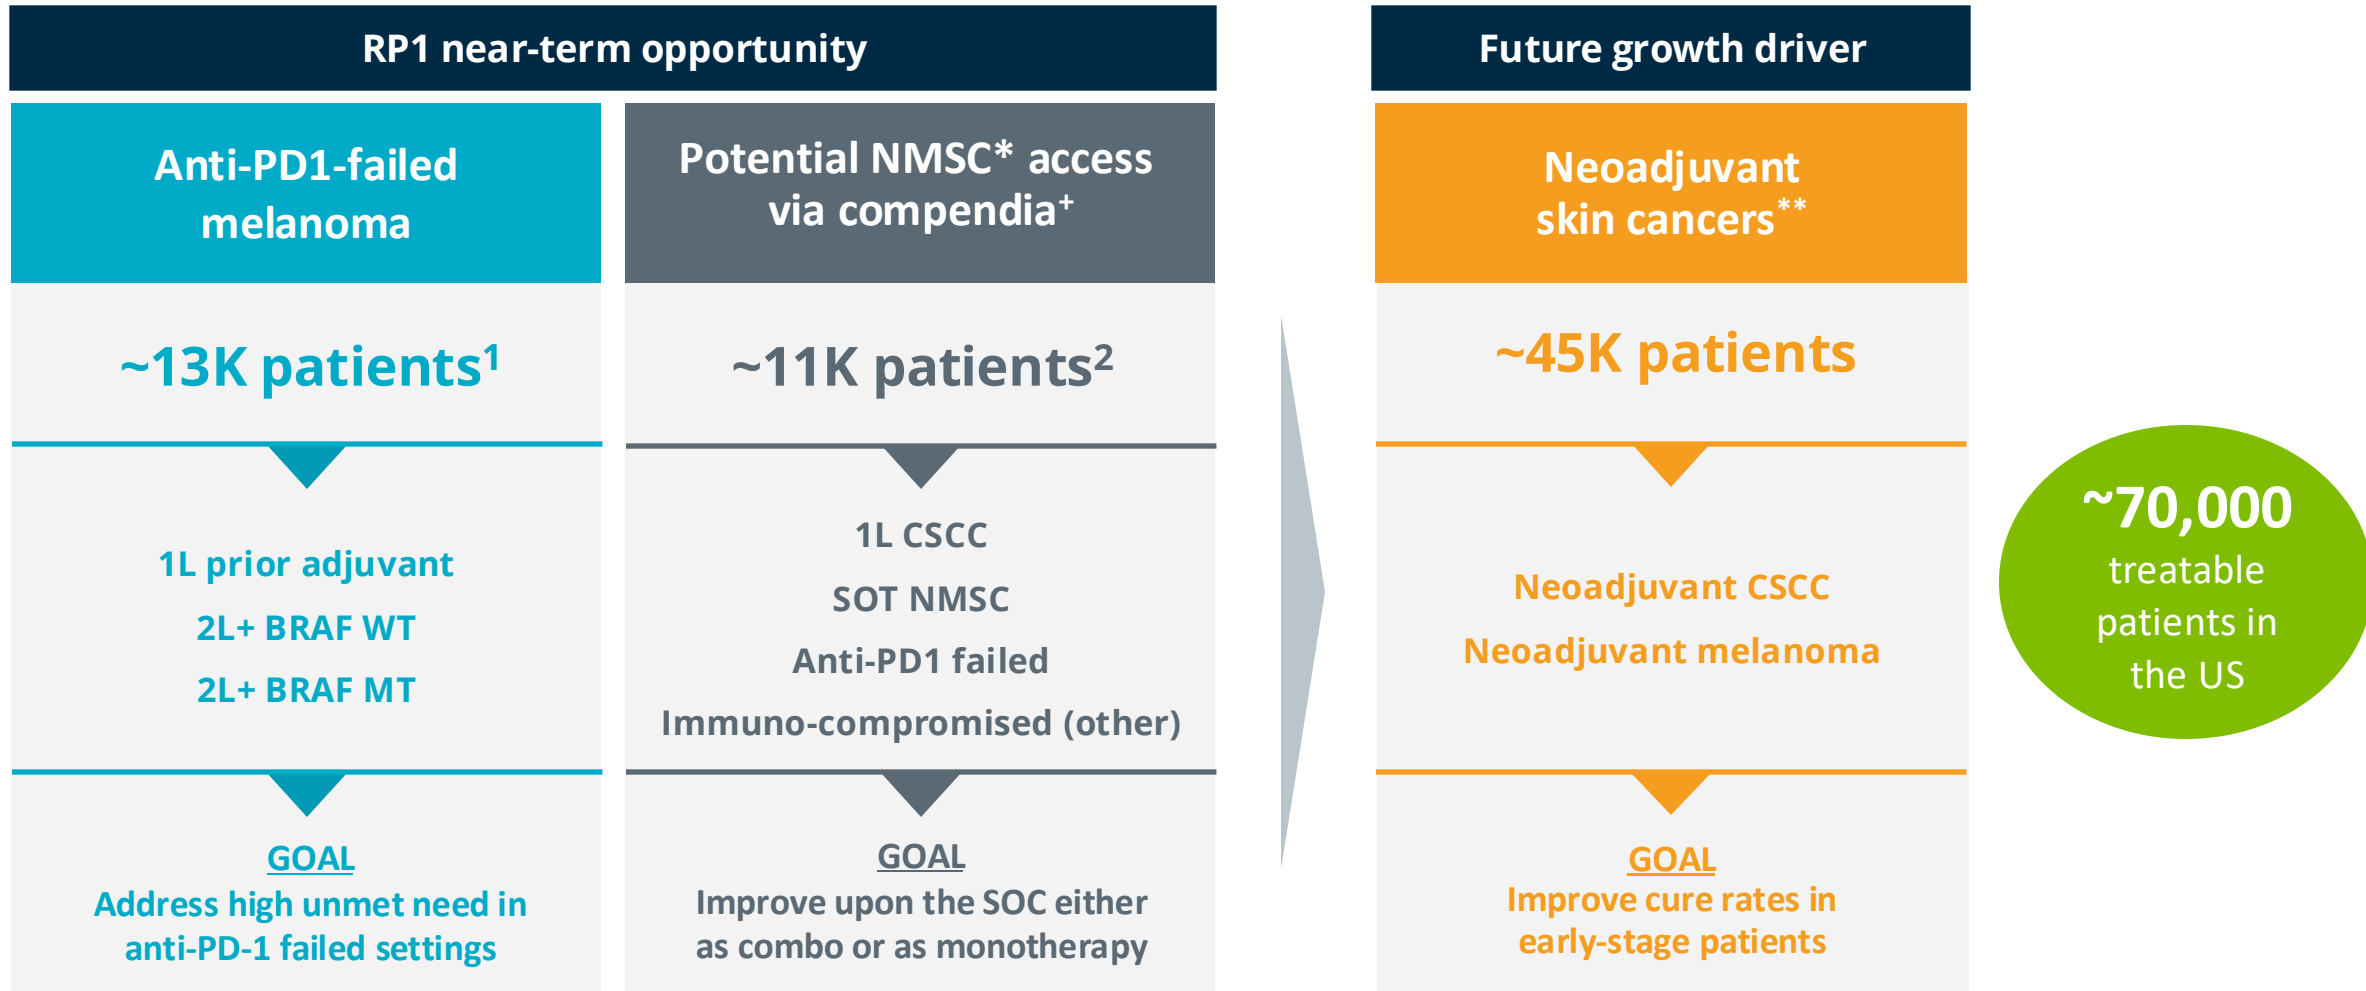 RP1 near-term opportunity
Anti-PD1-failed
melanoma
~13K patients1
1L prior adjuvant
2L+ BRAF WT
2L+ BRAF MT
GOAL
Address high unmet need in
anti-PD-1 failed settings
Potential NMSC* access
via compendia+
~11K patients2
1L CSCC
SOT NMSC
Anti-PD1 failed
Immuno-compromised (other)
GOAL
Improve upon the SOC either
as combo or as monotherapy
Future growth driver
Neoadjuvant
skin cancers**
~45K patients
Neoadjuvant CSCC
Neoadjuvant melanoma
GOAL
Improve cure rates in
early-stage patients
~70,000
treatable
patients in
the US